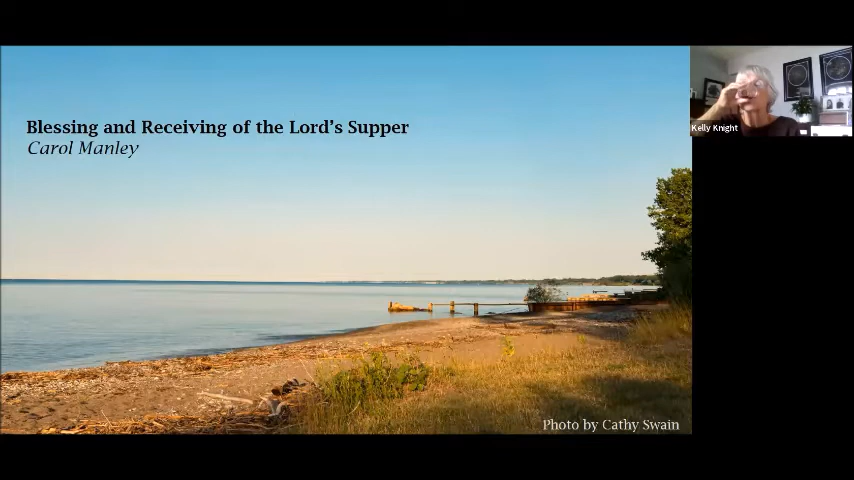 Blessing and Receiving of the Lord's Supper
Carol Manley
Kelly Knight
Photo by Cathy Swain